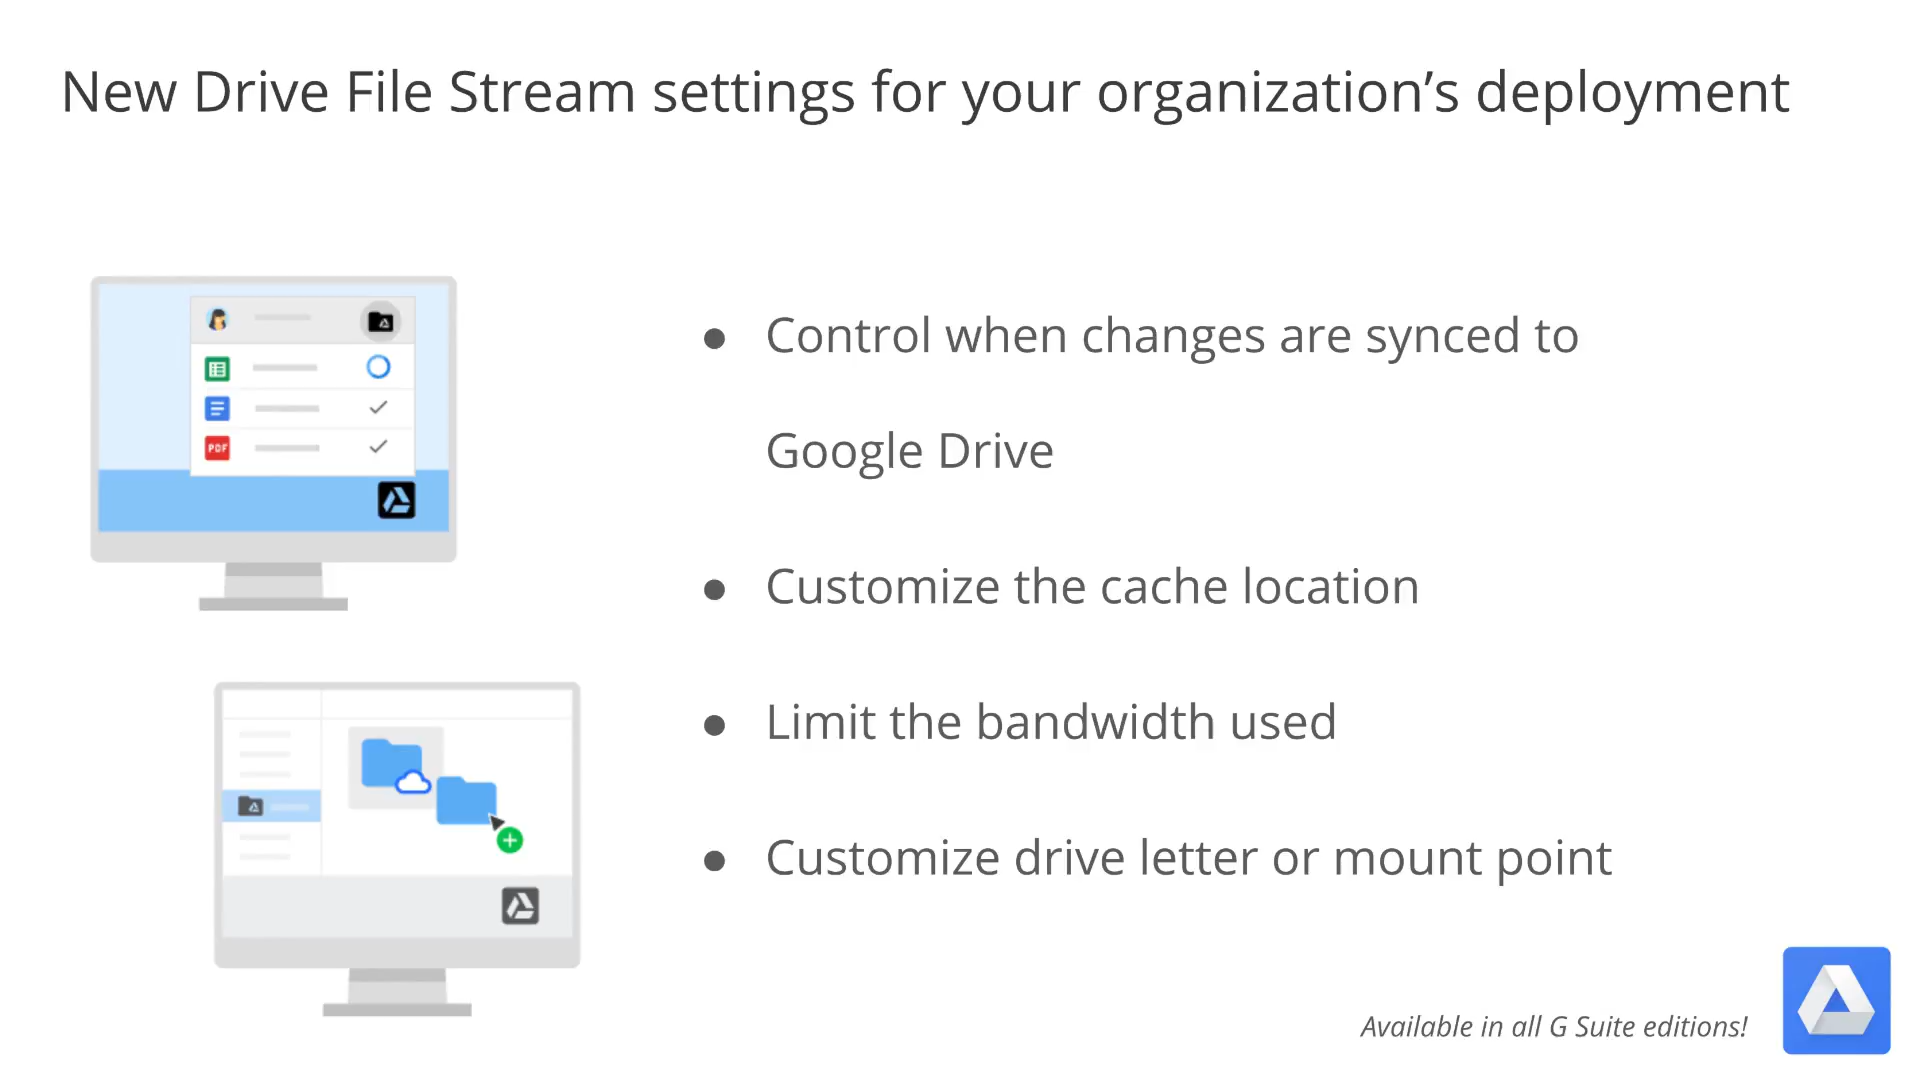 New Drive File Stream settings for your organization’s deployment
PDF
● Control when changes are synced to
Google Drive
● Customize the cache location
● Limit the bandwidth used
● Customize drive letter or mount point
Available in all G Suite editions!